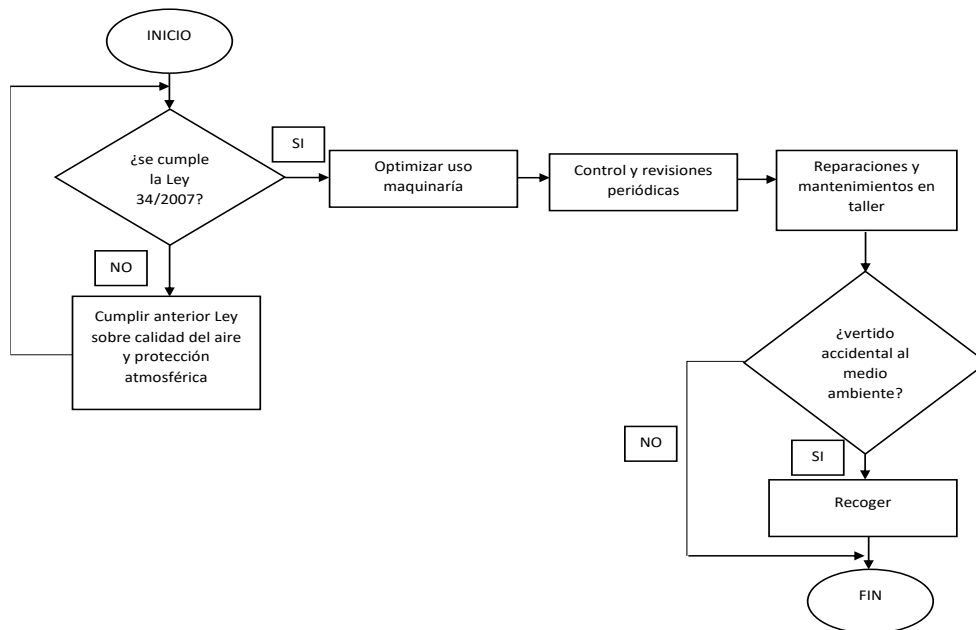 INICIO
¿se cumple
la Ley
34/2007?
SI
Optimizar uso
maquinaría
Control y revisiones
periódicas
Reparaciones y
mantenimientos en
taller
NO
Cumplir anterior Ley
sobre calidad del aire
y protección
atmosférica
¿vertido
accidental al
medio
ambiente?
NO
SI
Recoger
FIN